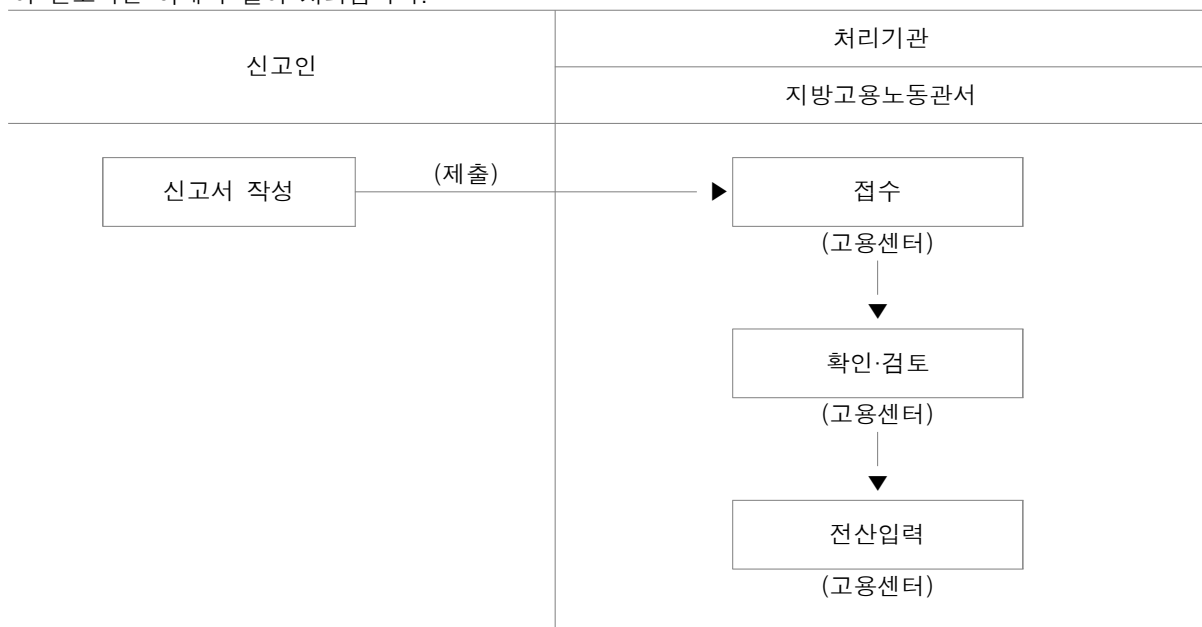 신고인
처리기관
지방고용노동관서
신고서 작성
(제출)
접수
(고용센터)
확인·검토
(고용센터)
전산입력
(고용센터)